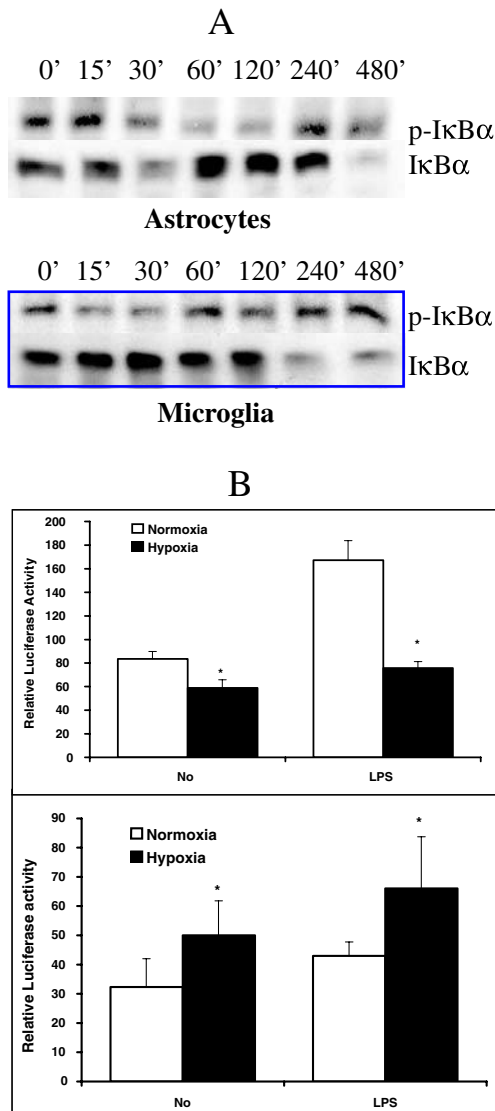 A
0’ 15’ 30’ 60’ 120’ 240’ 480’
p-IκBα
IκBα
Astrocytes
0’ 15’ 30’ 60’ 120’ 240’ 480’
p-IκBα
IκBα
Microglia
B
200
180
160
140
120
100
80
60
40
20
0
Relative Luciferase Activity
Normoxia
Hypoxia
*
*
No LPS
90
80
70
60
50
40
30
20
10
0
Relative Luciferase activity
Normoxia
Hypoxia
*
*
No LPS